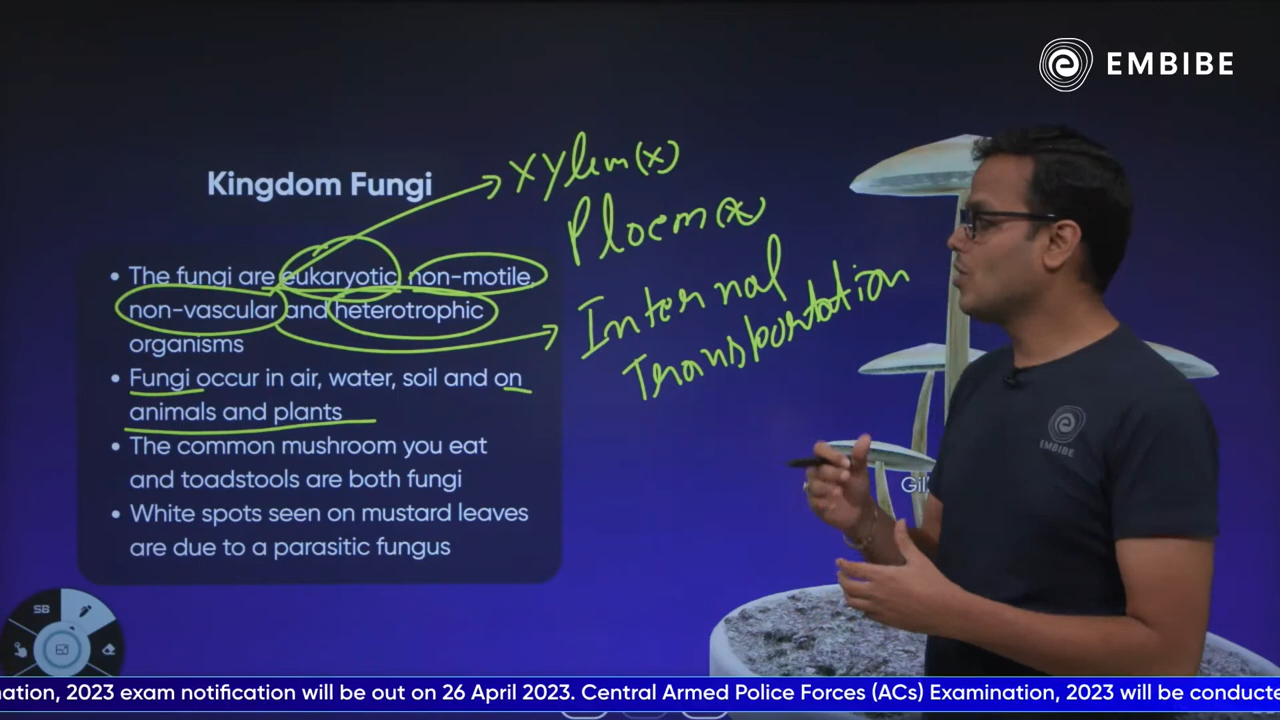 EMBIBE
Kingdom Fungi
• The fungi are eukaryotic non-motile,
non-vascular and heterotrophic
organisms
• Fungi occur in air, water, soil and on
animals and plants
• The common mushroom you eat
and toadstools are both fungi
• White spots seen on mustard leaves
are due to a parasitic fungus
Xylem (x)
Ploem (x)
Internal
Transportation
Gil
EMBIBE
SB
nation, 2023 exam notification will be out on 26 April 2023. Central Armed Police Forces (ACs) Examination, 2023 will be conducte